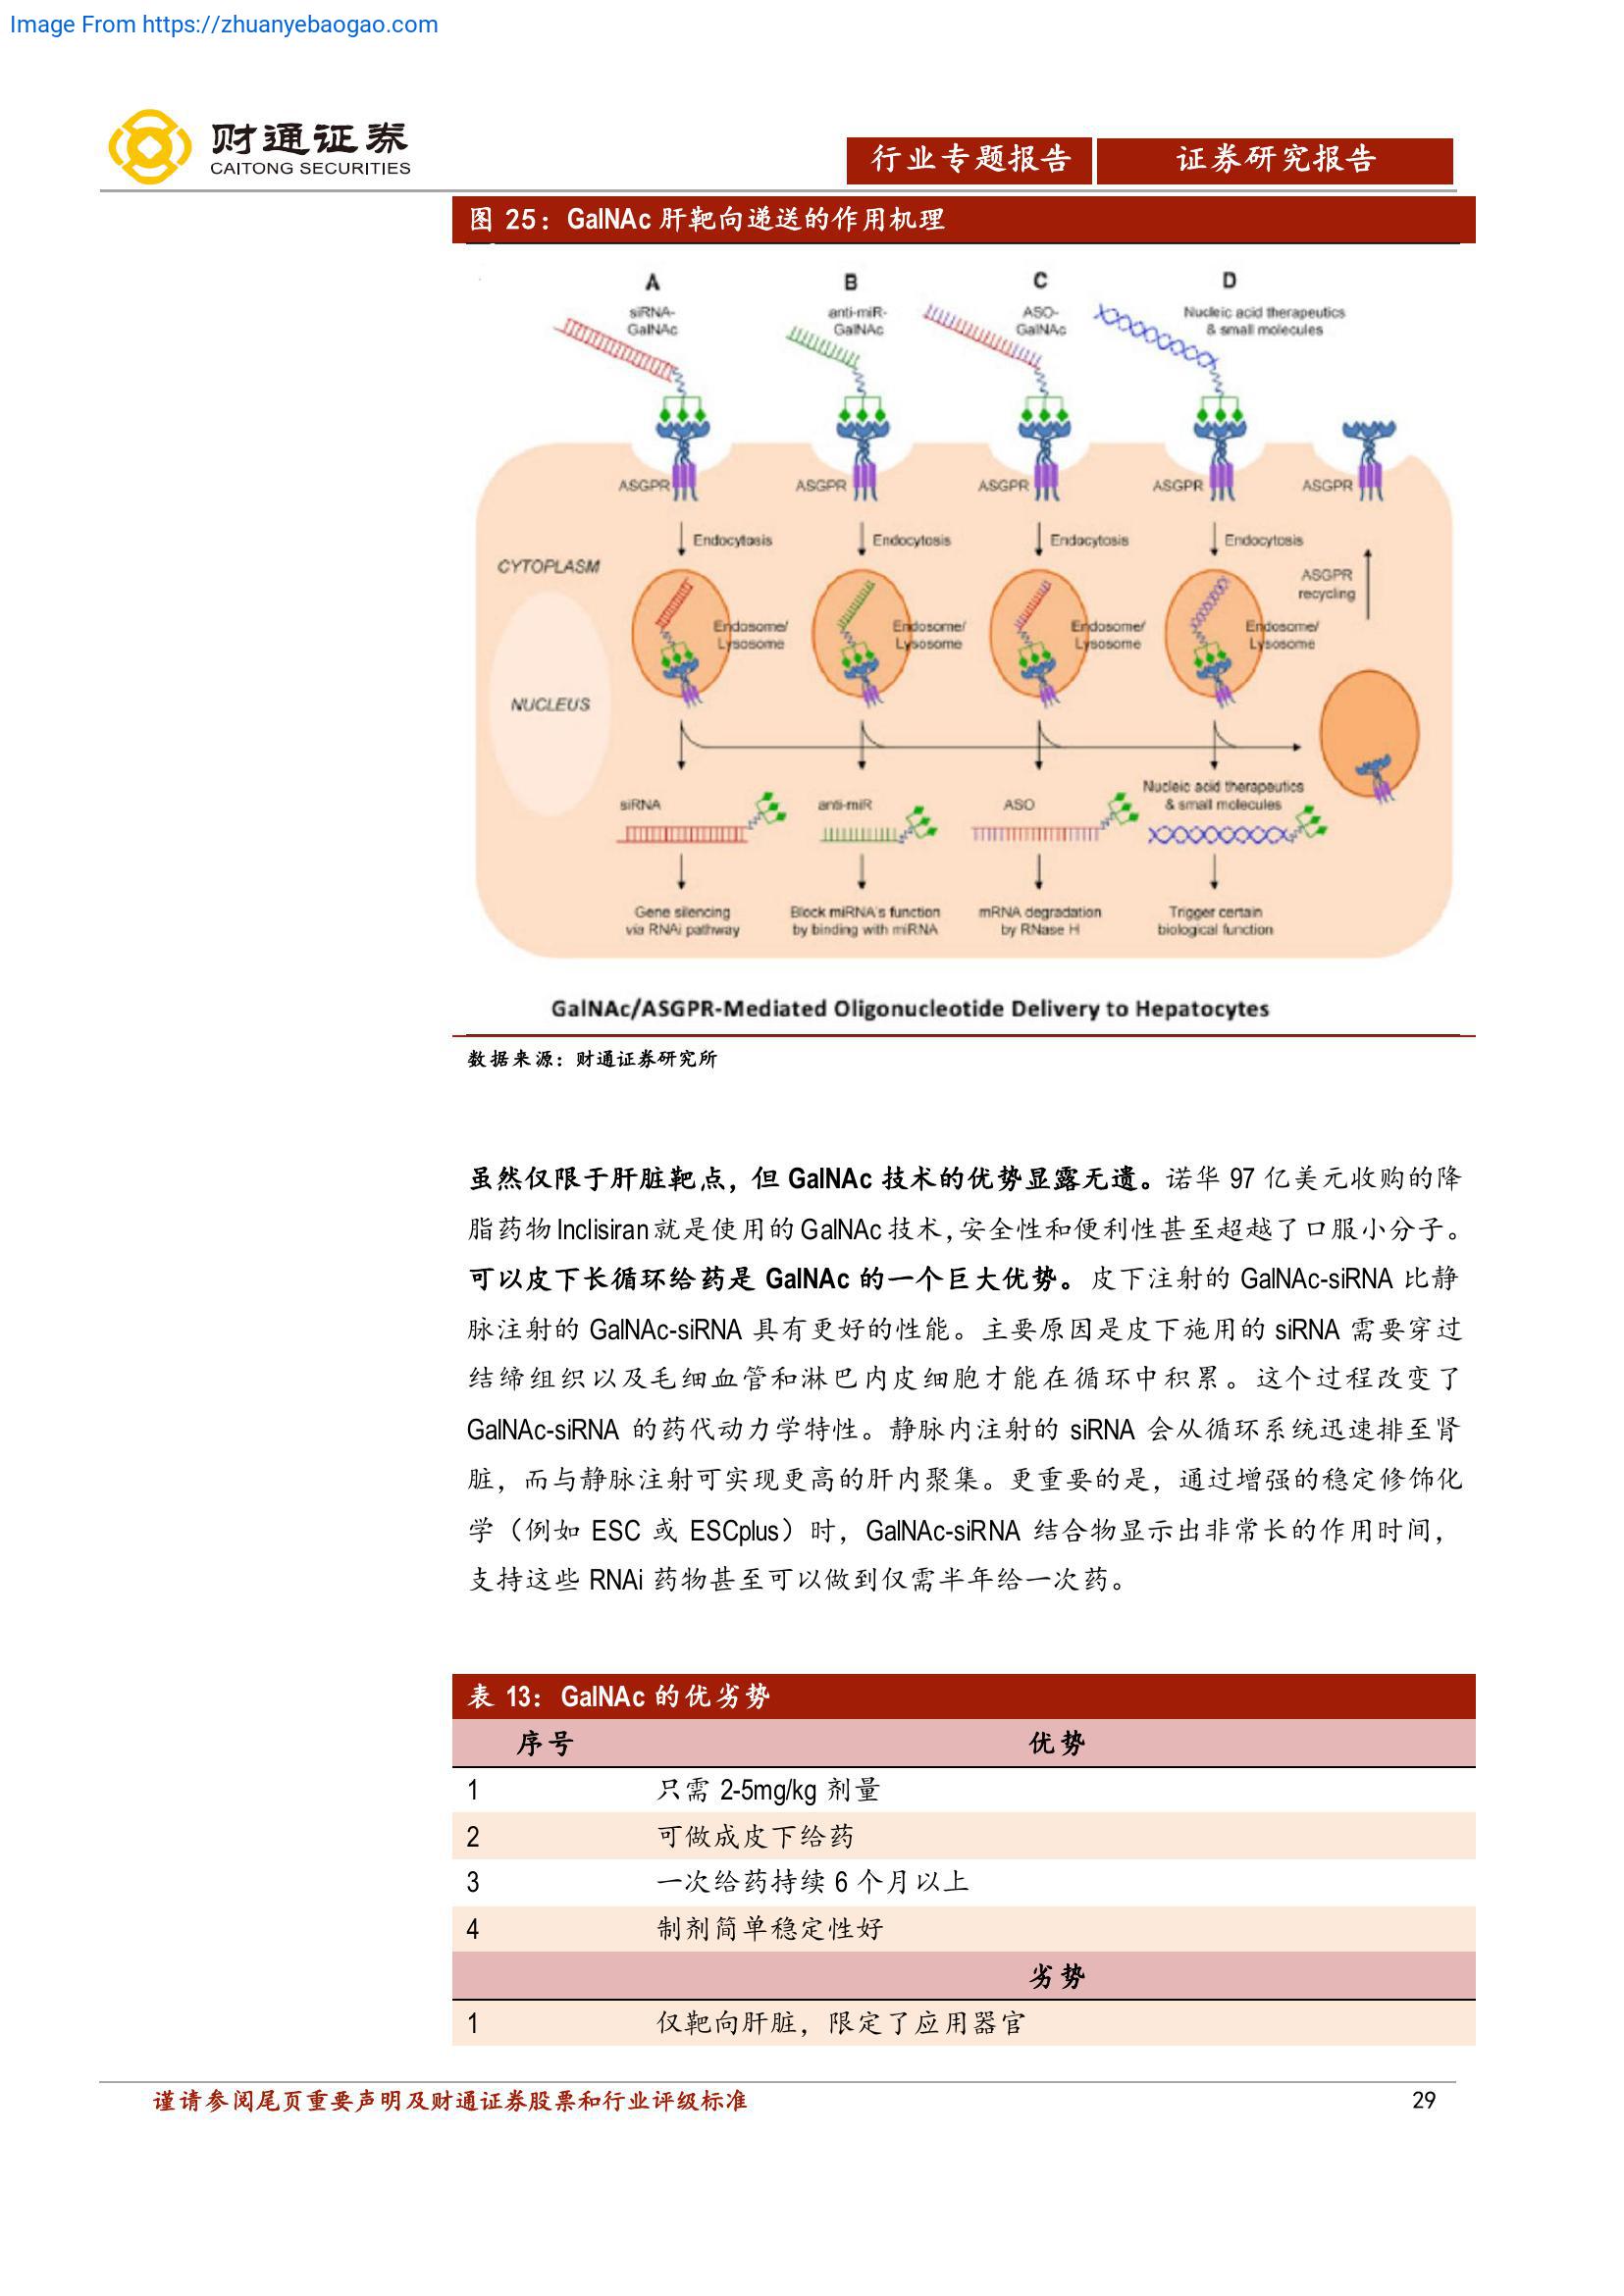 Image From https://zhuanyebaogao.com
财通证券
CAITONG SECURITIES
行业专题报告
证券研究报告
图 25：GalNAc 肝靶向递送的作用机理
A
B
C
D
siRNA-
GalNAc
anti-miR-
GalNAc
ASO-
GalNAc
Nucleic acid therapeutics
& small molecules
ASGPR
ASGPR
ASGPR
ASGPR
ASGPR
Endocytosis
Endocytosis
Endocytosis
Endocytosis
CYTOPLASM
ASGPR
recycling
Endosome/
Lysosome
Endosome/
Lysosome
Endosome/
Lysosome
Endosome/
Lysosome
NUCLEUS
siRNA
anti-miR
ASO
Nucleic acid therapeutics
& small molecules
Gene silencing
via RNAi pathway
Block miRNA's function
by binding with miRNA
mRNA degradation
by RNase H
Trigger certain
biological function
GalNAc/ASGPR-Mediated Oligonucleotide Delivery to Hepatocytes
数据来源：财通证券研究所
虽然仅限于肝脏靶点，但 GalNAc 技术的优势显露无遗。诺华 97 亿美元收购的降
脂药物 Inclisiran 就是使用的 GalNAc 技术，安全性和便利性甚至超越了口服小分子。
可以皮下长循环给药是 GalNAc 的一个巨大优势。皮下注射的 GalNAc-siRNA 比静
脉注射的 GalNAc-siRNA 具有更好的性能。主要原因是皮下施用的 siRNA 需要穿过
结缔组织以及毛细血管和淋巴内皮细胞才能在循环中积累。这个过程改变了
GalNAc-siRNA 的药代动力学特性。静脉内注射的 siRNA 会从循环系统迅速排至肾
脏，而与静脉注射可实现更高的肝内聚集。更重要的是，通过增强的稳定修饰化
学（例如 ESC 或 ESCplus）时，GalNAc-siRNA 结合物显示出非常长的作用时间，
支持这些 RNAi 药物甚至可以做到仅需半年给一次药。
表 13：GalNAc 的优劣势
序号 优势
1 只需 2-5mg/kg 剂量
2 可做成皮下给药
3 一次给药持续 6 个月以上
4 制剂简单稳定性好
劣势
1 仅靶向肝脏，限定了应用器官
谨请参阅尾页重要声明及财通证券股票和行业评级标准
29